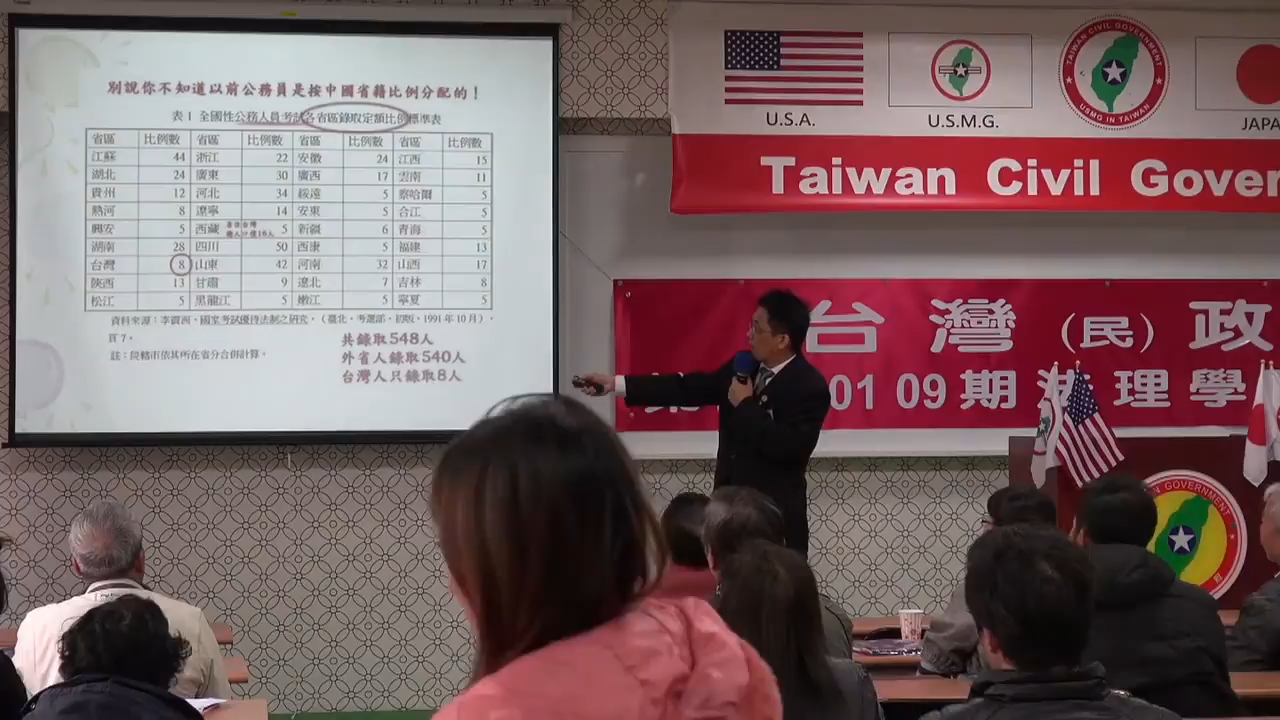 別說你不知道以前公務員是按中國省籍比例分配的！
表1 全國性公務人員考試各省區錄取定額比例標準表
省區 比例數 省區 比例數 省區 比例數 省區 比例數
江蘇 44 浙江 22 安徽 24 江西 15
湖北 24 廣東 30 廣西 17 雲南 11
貴州 12 河北 34 綏遠 5 察哈爾 5
熱河 8 遼寧 14 安東 5 合江 5
興安 5 西藏 5 新疆 6 青海 5
湖南 28 四川 50 西康 5 福建 13
台灣 8 山東 42 河南 32 山西 17
陝西 13 甘肅 9 遼北 7 吉林 8
松江 5 黑龍江 5 嫩江 5 寧夏 5
資料來源：李震洲，國家考試優待法制之研究，（臺北，考選部，初版，1991年10月），
頁7。
註：院轄市依其所在省分合併計算。
共錄取548人
外省人錄取540人
台灣人只錄取8人
U.S.A.
U.S.M.G.
TAIWAN CIVIL GOVERNMENT
USMG IN TAIWAN
JAPA
Taiwan Civil Gover
台灣（民）政
01 09期法理學
GOVERNMENT